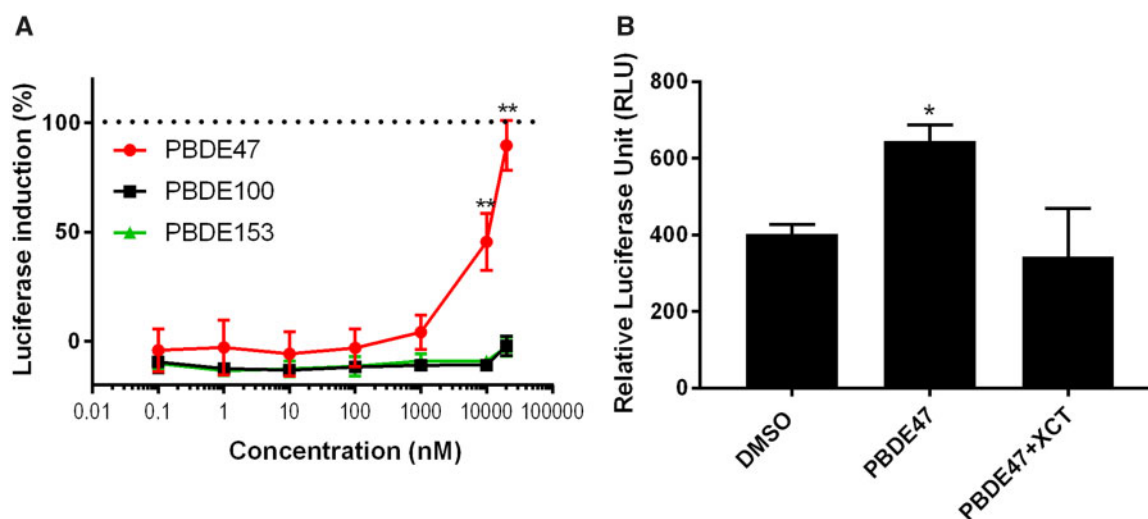 A
Luciferase induction (%)
100
50
0
**
**
PBDE47
PBDE100
PBDE153
0.01 0.1 1 10 100 1000 10000 100000
Concentration (nM)
B
Relative Luciferase Unit (RLU)
800
600
400
200
0
*
DMSO
PBDE47
PBDE47+XCT